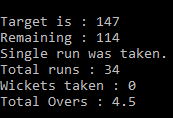 Target is : 147
Remaining : 114
Single run was taken.
Total runs : 34
Wickets taken : 0
Total Overs : 4.5